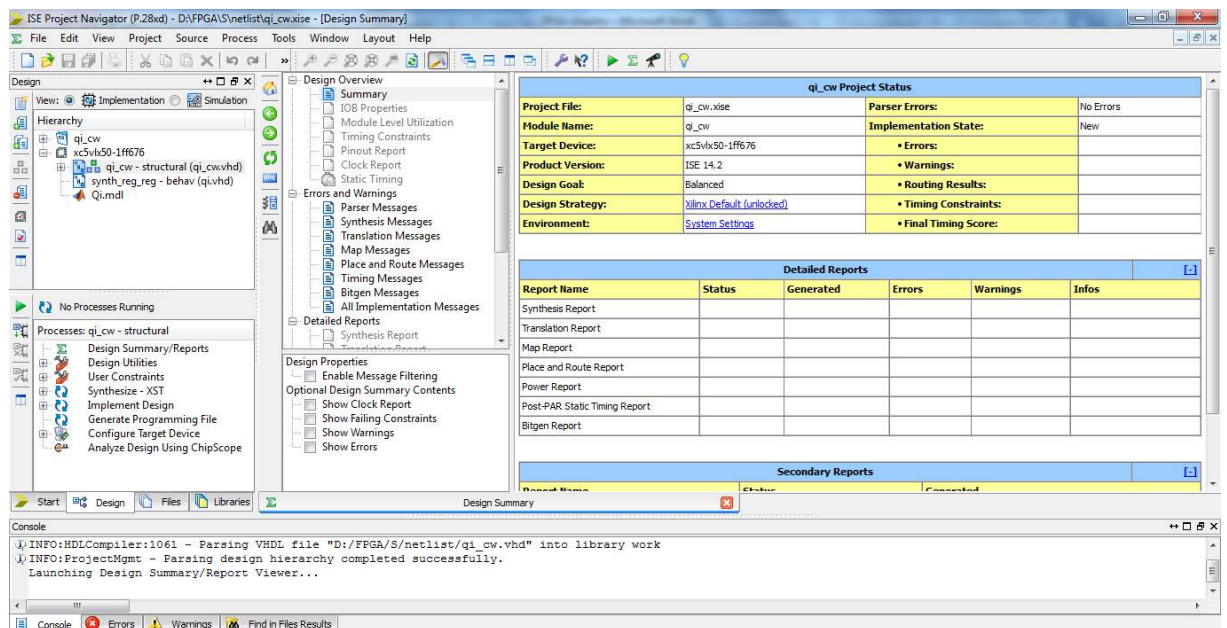 ISE Project Navigator (P.28xd) - D:\FPGA\S\netlist\qi_cw.xise - [Design Summary]
File Edit View Project Source Process Tools Window Layout Help
Design
View: Implementation Simulation
Hierarchy
qi_cw
xc5vlx50-1ff676
qi_cw - structural (qi_cw.vhd)
synth_reg_reg - behav (qi.vhd)
Qi.mdl
No Processes Running
Processes: qi_cw - structural
Design Summary/Reports
Design Utilities
User Constraints
Synthesize - XST
Implement Design
Generate Programming File
Configure Target Device
Analyze Design Using ChipScope
Start Design Files Libraries
Design Overview
Summary
IOB Properties
Module Level Utilization
Timing Constraints
Pinout Report
Clock Report
Static Timing
Errors and Warnings
Parser Messages
Synthesis Messages
Translation Messages
Map Messages
Place and Route Messages
Timing Messages
Bitgen Messages
All Implementation Messages
Detailed Reports
Synthesis Report
Translation Report
Design Properties
Enable Message Filtering
Optional Design Summary Contents
Show Clock Report
Show Failing Constraints
Show Warnings
Show Errors
qi_cw Project Status
Project File: qi_cw.xise Parser Errors: No Errors
Module Name: qi_cw Implementation State: New
Target Device: xc5vlx50-1ff676 • Errors:
Product Version: ISE 14.2 • Warnings:
Design Goal: Balanced • Routing Results:
Design Strategy: Xilinx Default (unlocked) • Timing Constraints:
Environment: System Settings • Final Timing Score:
Detailed Reports [-]
Report Name Status Generated Errors Warnings Infos
Synthesis Report
Translation Report
Map Report
Place and Route Report
Power Report
Post-PAR Static Timing Report
Bitgen Report
Secondary Reports [-]
Report Name Status Generated
Design Summary
Console
INFO:HDLCompiler:1061 - Parsing VHDL file "D:/FPGA/S/netlist/qi_cw.vhd" into library work
INFO:ProjectMgmt - Parsing design hierarchy completed successfully.
Launching Design Summary/Report Viewer...
Console Errors Warnings Find in Files Results